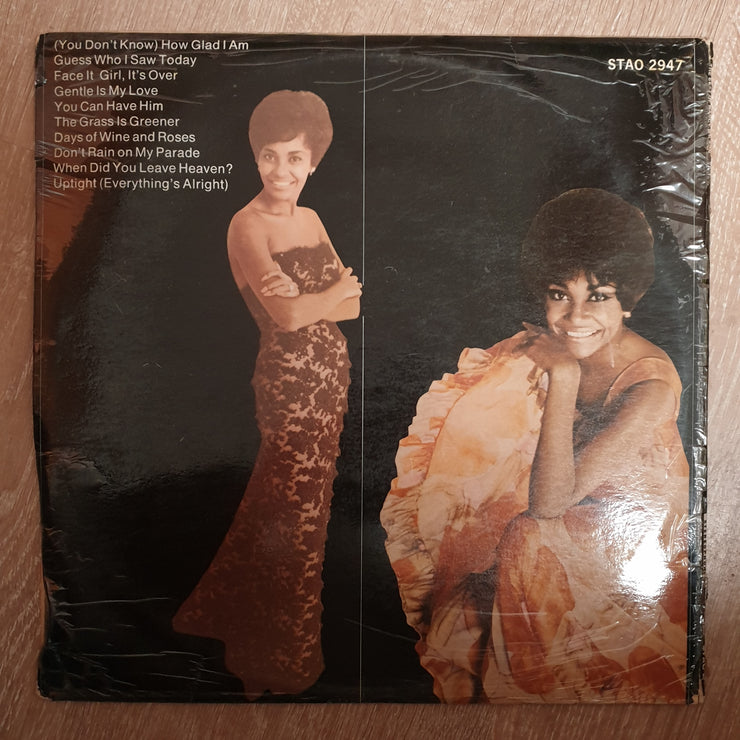 (You Don't Know) How Glad I Am
Guess Who I Saw Today
Face It Girl, It's Over
Gentle Is My Love
You Can Have Him
The Grass Is Greener
Days of Wine and Roses
Don't Rain on My Parade
When Did You Leave Heaven?
Uptight (Everything's Alright)
STAO 2947